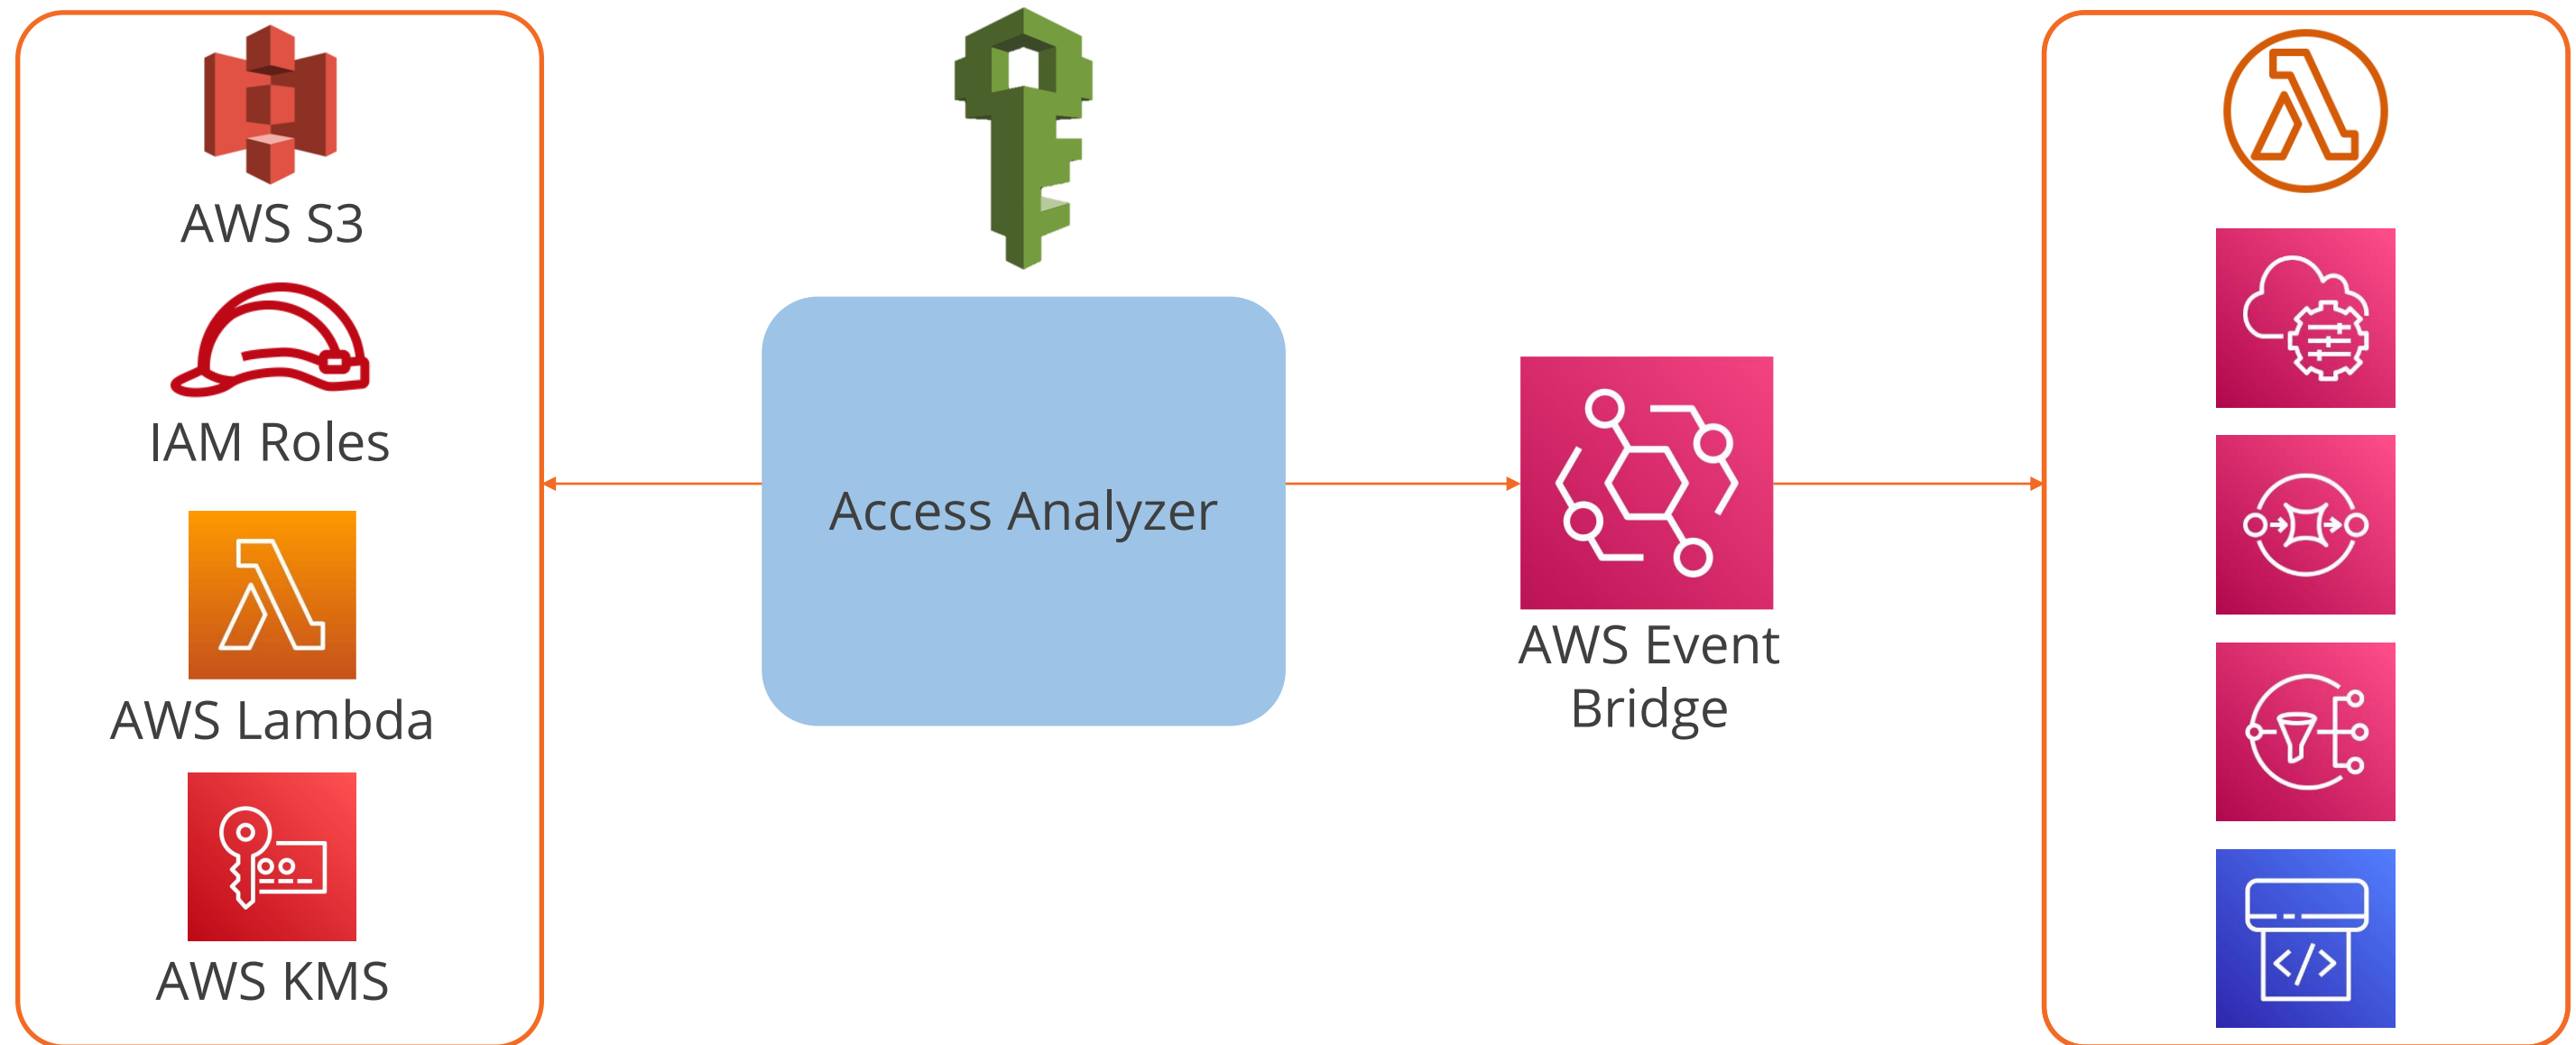 AWS S3
IAM Roles
AWS Lambda
AWS KMS
Access Analyzer
AWS Event
Bridge